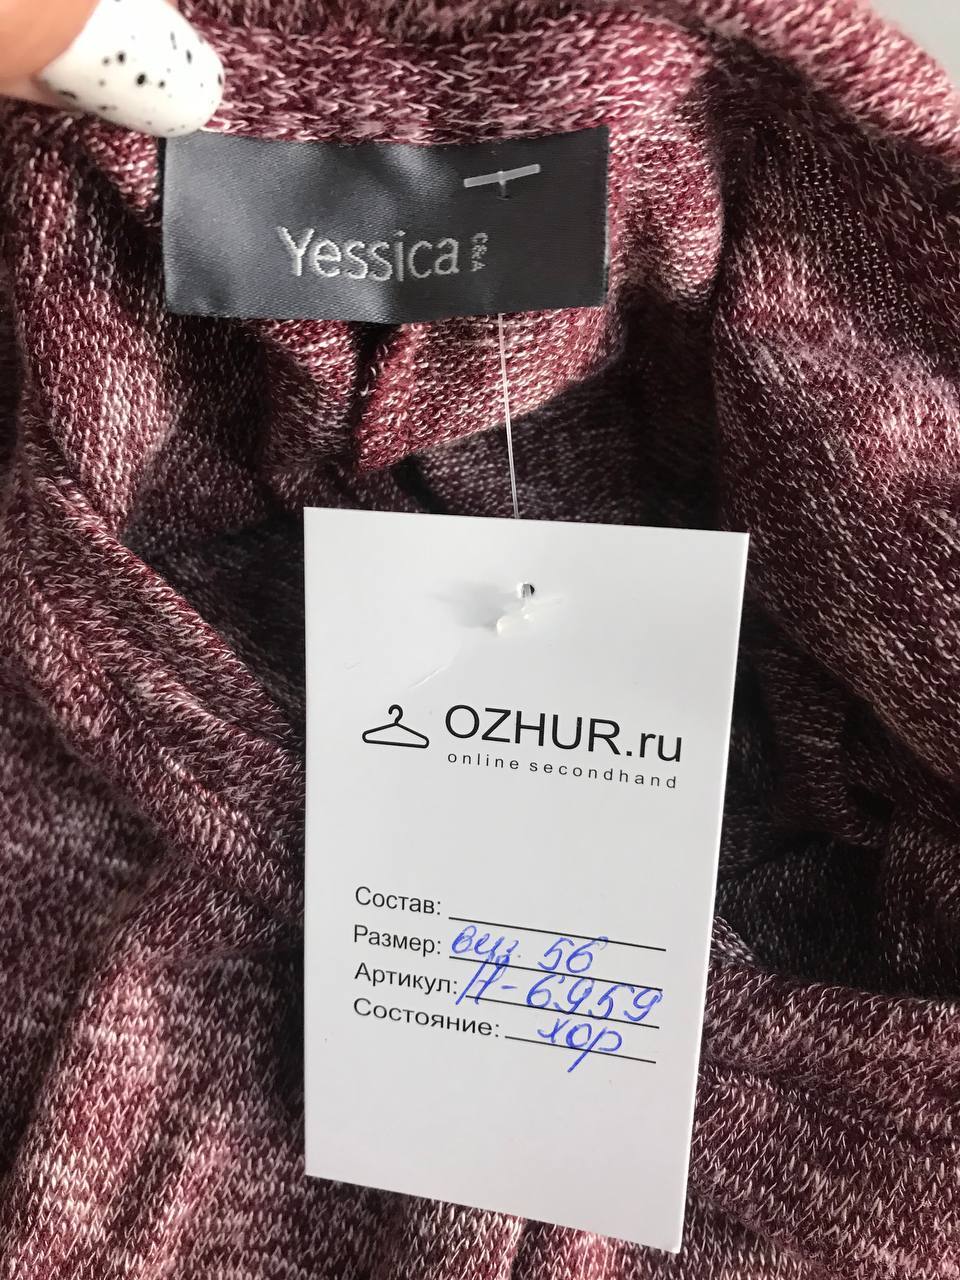 Yessica C&A
OZHUR.ru
online secondhand
Состав:
Размер: виз. 56
Артикул: Н-6959
Состояние: хор